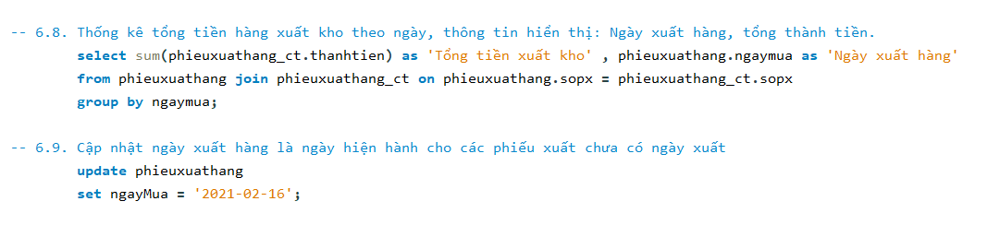 -- 6.8. Thống kê tổng tiền hàng xuất kho theo ngày, thông tin hiển thị: Ngày xuất hàng, tổng thành tiền.
select sum(phieuxuathang_ct.thanhtien) as 'Tổng tiền xuất kho' , phieuxuathang.ngaymua as 'Ngày xuất hàng'
from phieuxuathang join phieuxuathang_ct on phieuxuathang.sopx = phieuxuathang_ct.sopx
group by ngaymua;
-- 6.9. Cập nhật ngày xuất hàng là ngày hiện hành cho các phiếu xuất chưa có ngày xuất
update phieuxuathang
set ngayMua = '2021-02-16';